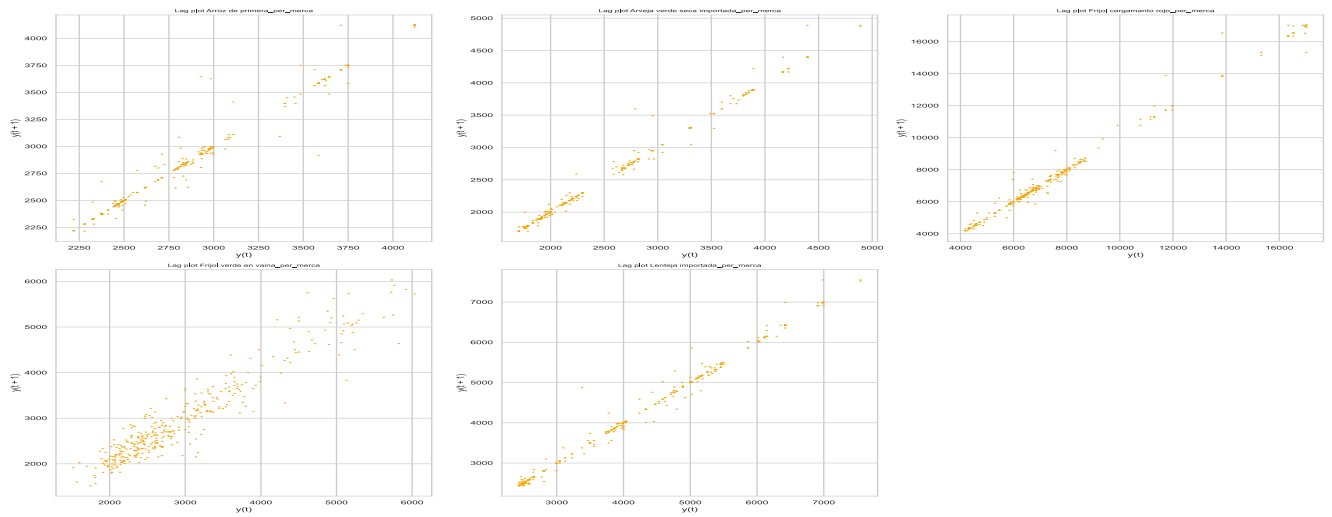 Lag plot Arroz de primera_per_merca
4000
3750
3500
3250
3000
2750
2500
2250
y(t + 1)
2250 2500 2750 3000 3250 3500 3750 4000
y(t)
Lag plot Arveja verde seca importada_per_merca
5000
4500
4000
3500
3000
2500
2000
y(t + 1)
2000 2500 3000 3500 4000 4500 5000
y(t)
Lag plot Frijol cargamanto rojo_per_merca
16000
14000
12000
10000
8000
6000
4000
y(t + 1)
4000 6000 8000 10000 12000 14000 16000
y(t)
Lag plot Frijol verde en vaina_per_merca
6000
5000
4000
3000
2000
y(t + 1)
2000 3000 4000 5000 6000
y(t)
Lag plot Lenteja importada_per_merca
7000
6000
5000
4000
3000
y(t + 1)
3000 4000 5000 6000 7000
y(t)